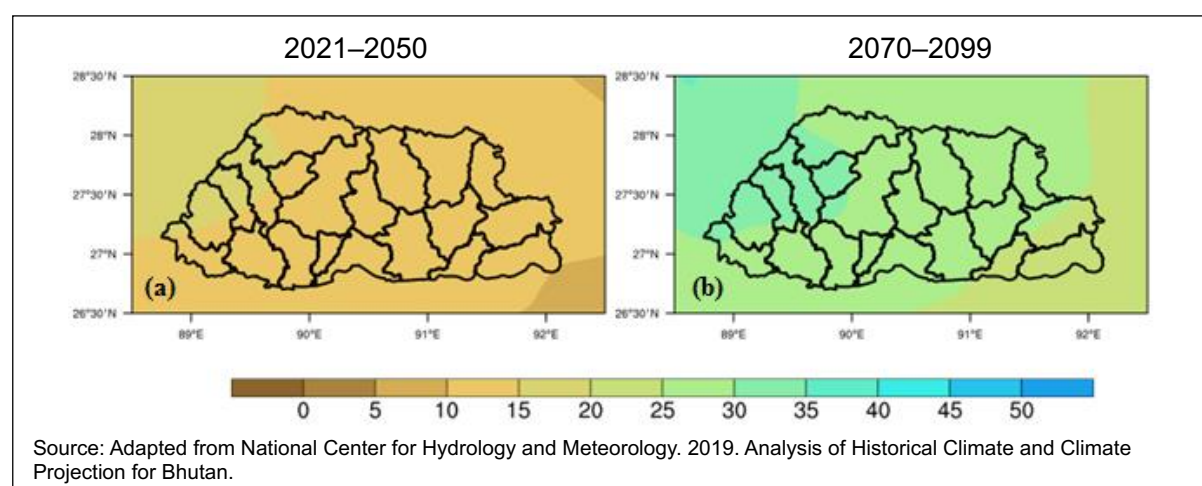 2021–2050 2070–2099
28°30'N 28°30'N
28°N 28°N
27°30'N 27°30'N
27°N 27°N
(a) (b)
26°30'N 26°30'N
89°E 90°E 91°E 92°E 89°E 90°E 91°E 92°E
0 5 10 15 20 25 30 35 40 45 50
Source: Adapted from National Center for Hydrology and Meteorology. 2019. Analysis of Historical Climate and Climate
Projection for Bhutan.